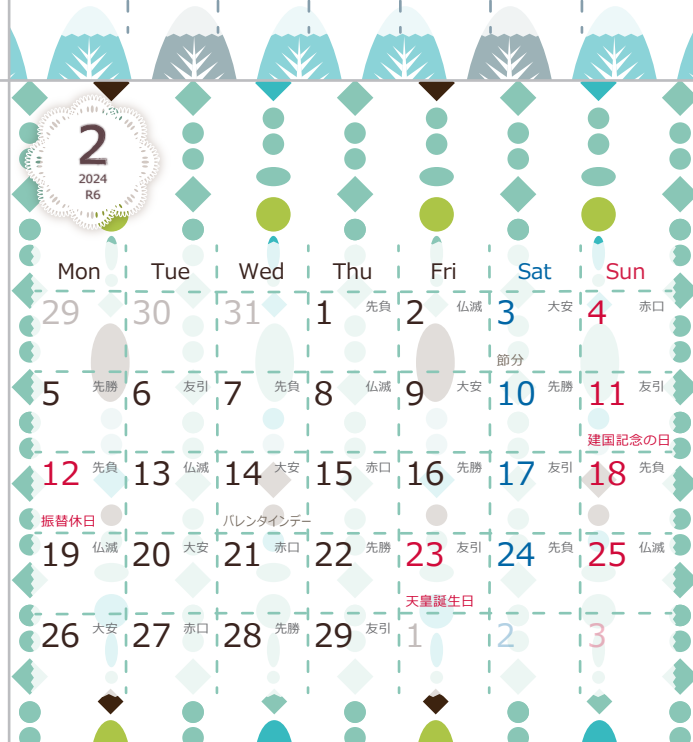 2
2024
R6
Mon Tue Wed Thu Fri Sat Sun
29 30 31 1 先負 2 仏滅 3 大安 4 赤口
節分
5 先勝 6 友引 7 先負 8 仏滅 9 大安 10 先勝 11 友引
建国記念の日
12 先負 13 仏滅 14 大安 15 赤口 16 先勝 17 友引 18 先負
振替休日 バレンタインデー
19 仏滅 20 大安 21 赤口 22 先勝 23 友引 24 先負 25 仏滅
天皇誕生日
26 大安 27 赤口 28 先勝 29 友引 1 2 3